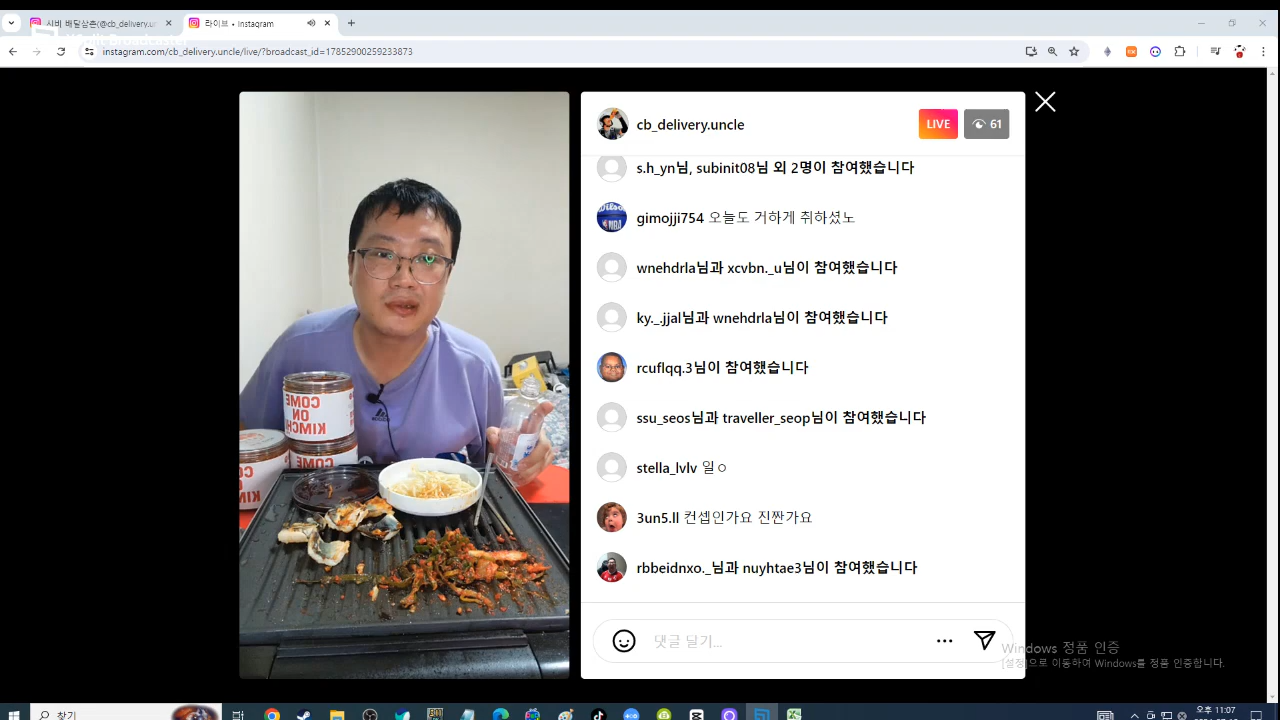 시버 배달삼촌(@cb_delivery.un
라이브 • Instagram
instagram.com/cb_delivery.uncle/live/?broadcast_id=17852900259233873
cb_delivery.uncle
LIVE
61
s.h_yn님, subinit08님 외 2명이 참여했습니다
gimojji754 오늘도 거하게 취하셨노
wnehdrla님과 xcvbn._u님이 참여했습니다
ky._.jjal님과 wnehdrla님이 참여했습니다
rcuflqq.3님이 참여했습니다
ssu_seos님과 traveller_seop님이 참여했습니다
stella_lvlv 일ㅇ
3un5.ll 컨셉인가요 진짠가요
rbbeidnxo._님과 nuyhtae3님이 참여했습니다
댓글 달기...
COME
ON
KIMCHI
COME
COME
Windows 정품 인증
[설정]으로 이동하여 Windows를 정품 인증합니다.
찾기
오후 11:07